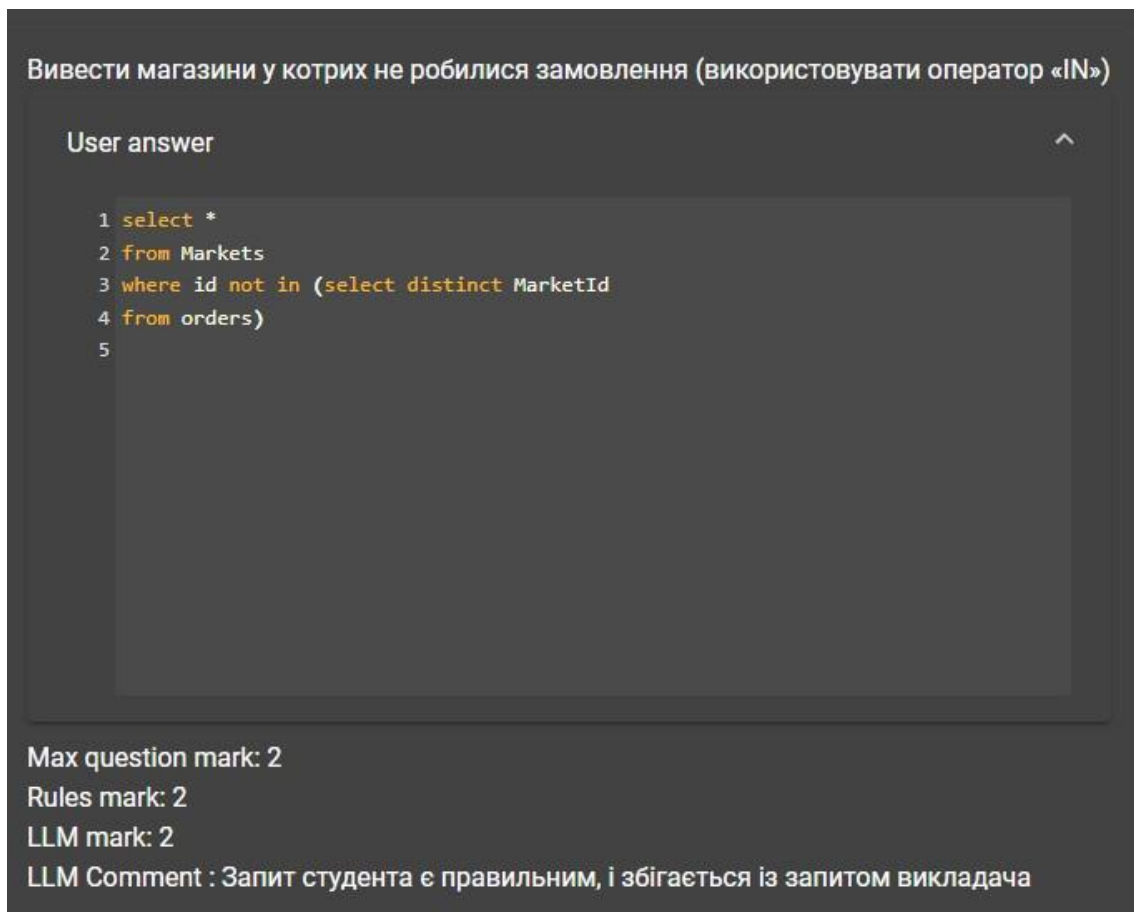 Вивести магазини у котрих не робилися замовлення (використовувати оператор «IN»)
User answer
1 select *
2 from Markets
3 where id not in (select distinct MarketId
4 from orders)
5
Max question mark: 2
Rules mark: 2
LLM mark: 2
LLM Comment : Запит студента є правильним, і збігається із запитом викладача